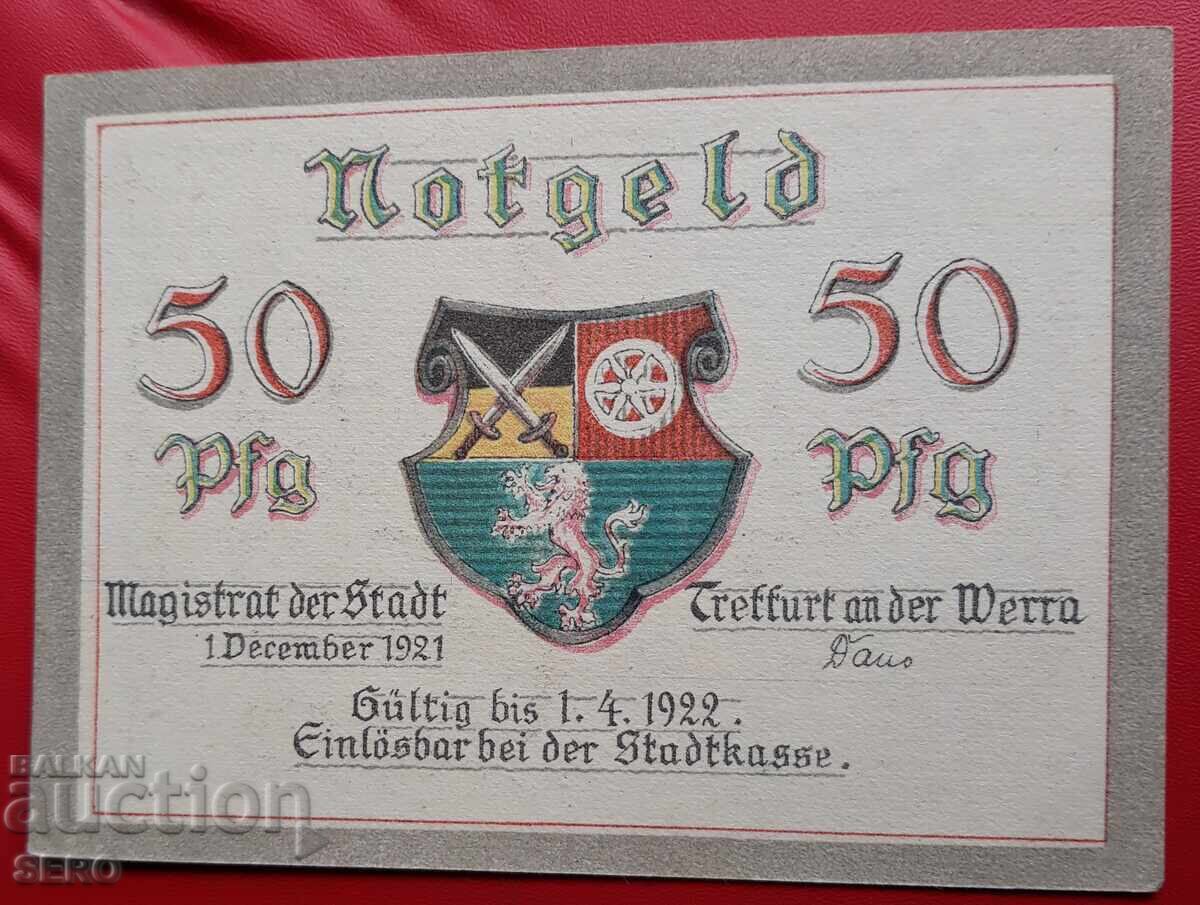 Notgeld
50 50
Pfg Pfg
Magistrat der Stadt Treffurt an der Werra
1. December 1921
Gültig bis 1. 4. 1922.
Einlösbar bei der Stadtkasse.
BALKAN
auction
SERO